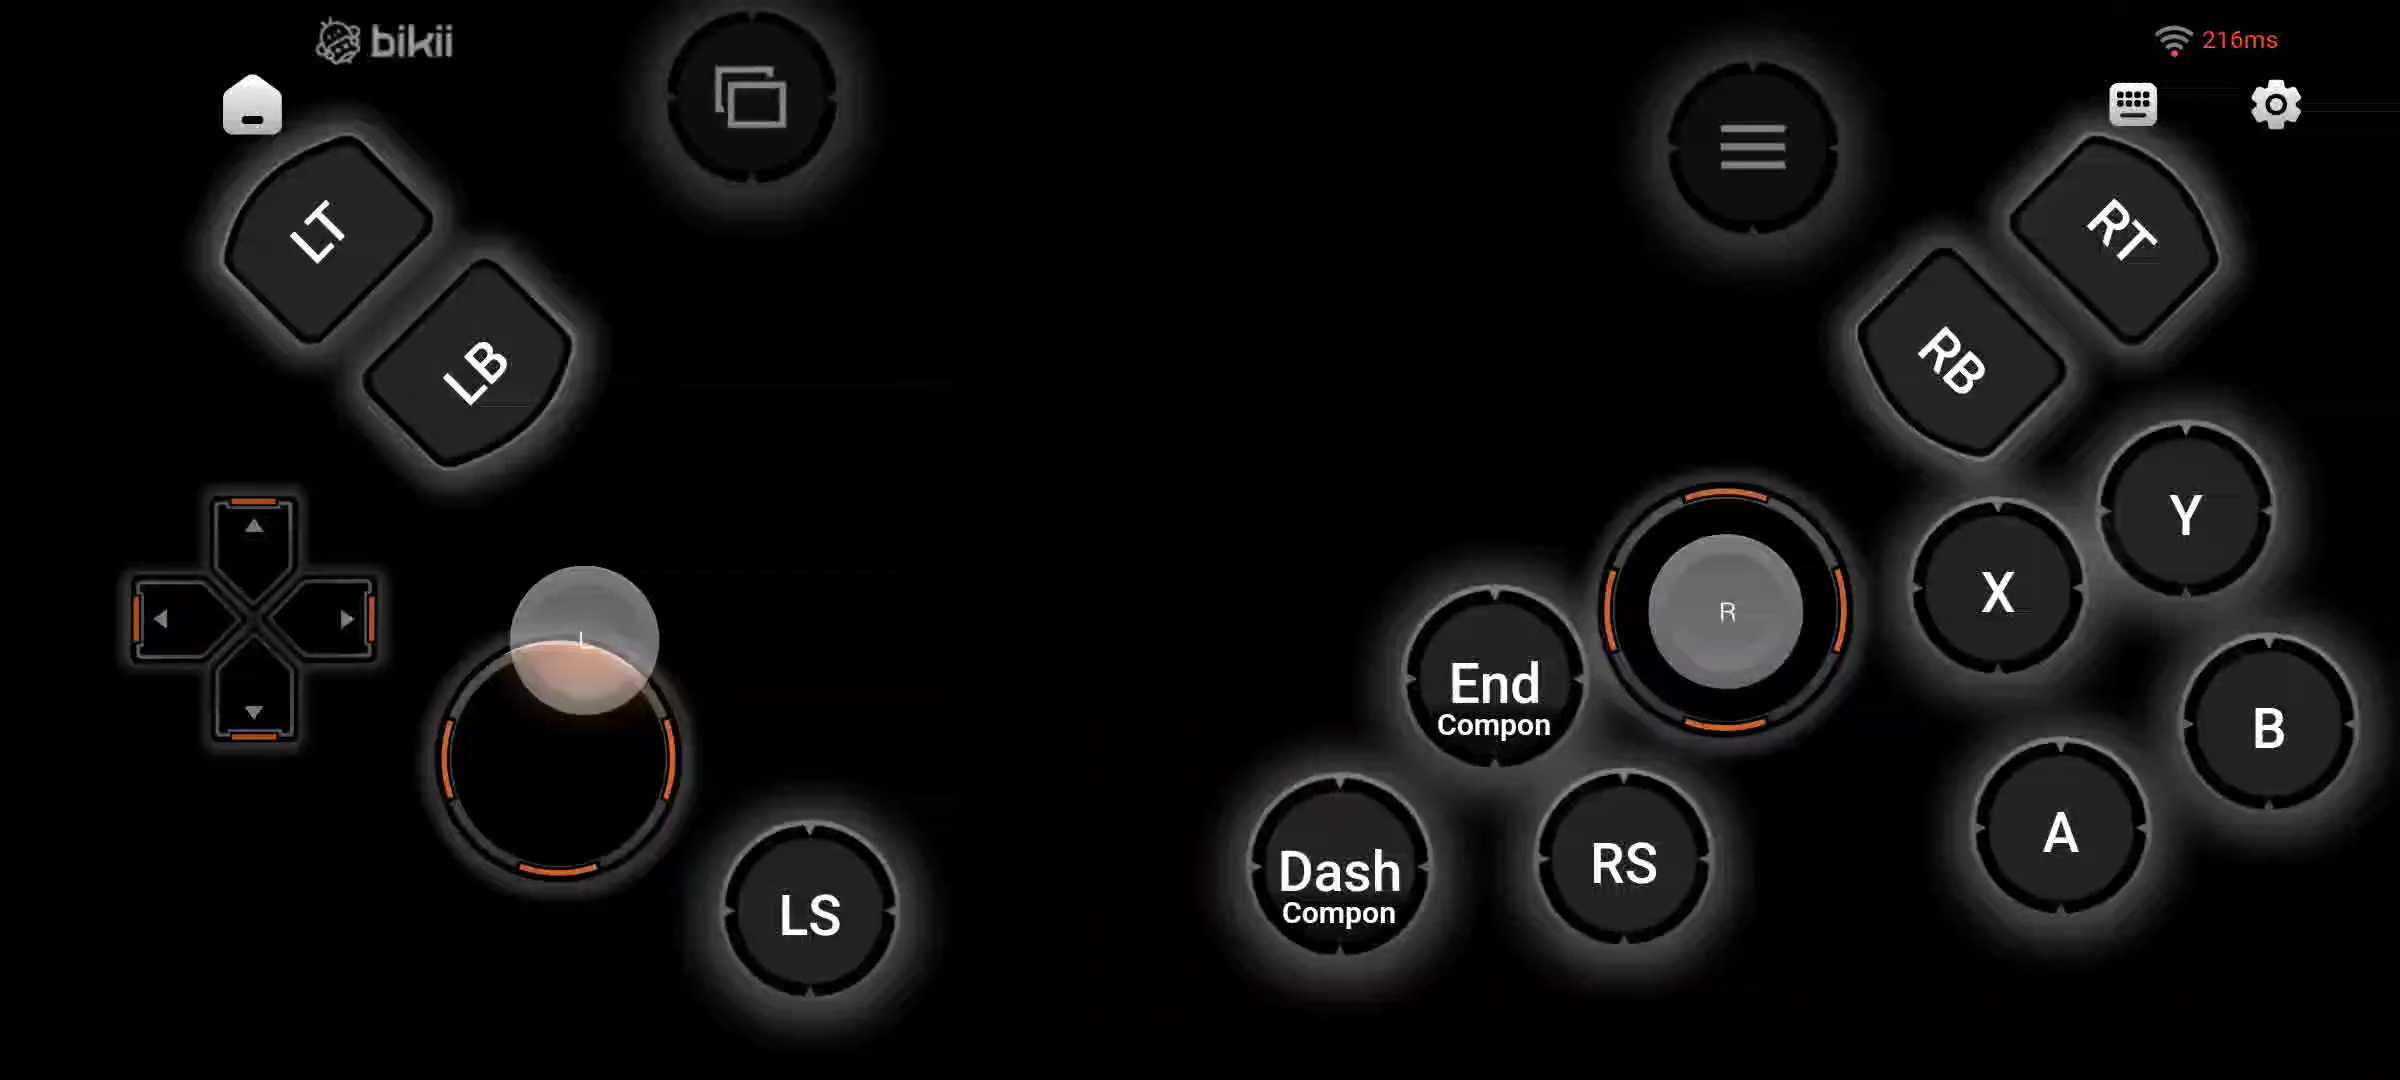 bikii
216ms
LT
RT
LB
RB
Y
X
L
R
End
Compon
B
A
Dash
Compon
RS
LS